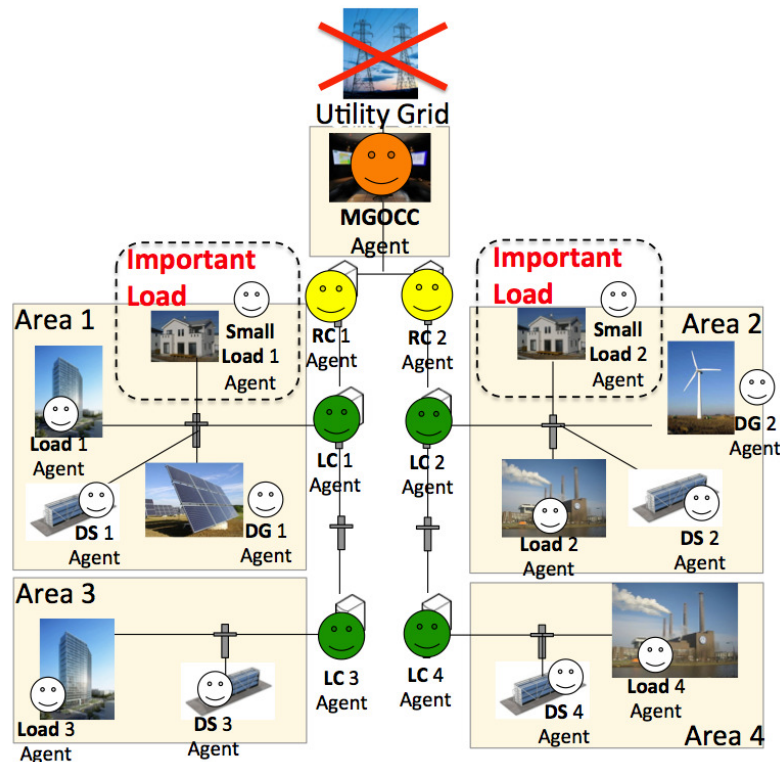 Utility Grid
MGOCC
Agent
Important
Load
Important
Load
Area 1
Small
Load 1
Agent
RC 1
Agent
RC 2
Agent
Small
Load 2
Agent
Area 2
Load 1
Agent
LC 1
Agent
LC 2
Agent
DG 2
Agent
DS 1
Agent
DG 1
Agent
Load 2
Agent
DS 2
Agent
Area 3
Load 3
Agent
DS 3
Agent
LC 3
Agent
LC 4
Agent
DS 4
Agent
Load 4
Agent
Area 4